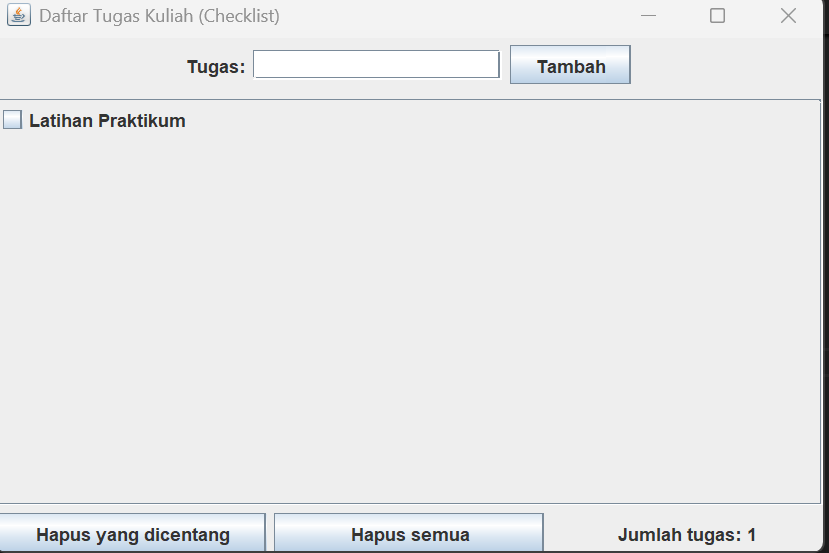 Daftar Tugas Kuliah (Checklist)
Tugas: Tambah
Latihan Praktikum
Hapus yang dicentang Hapus semua Jumlah tugas: 1